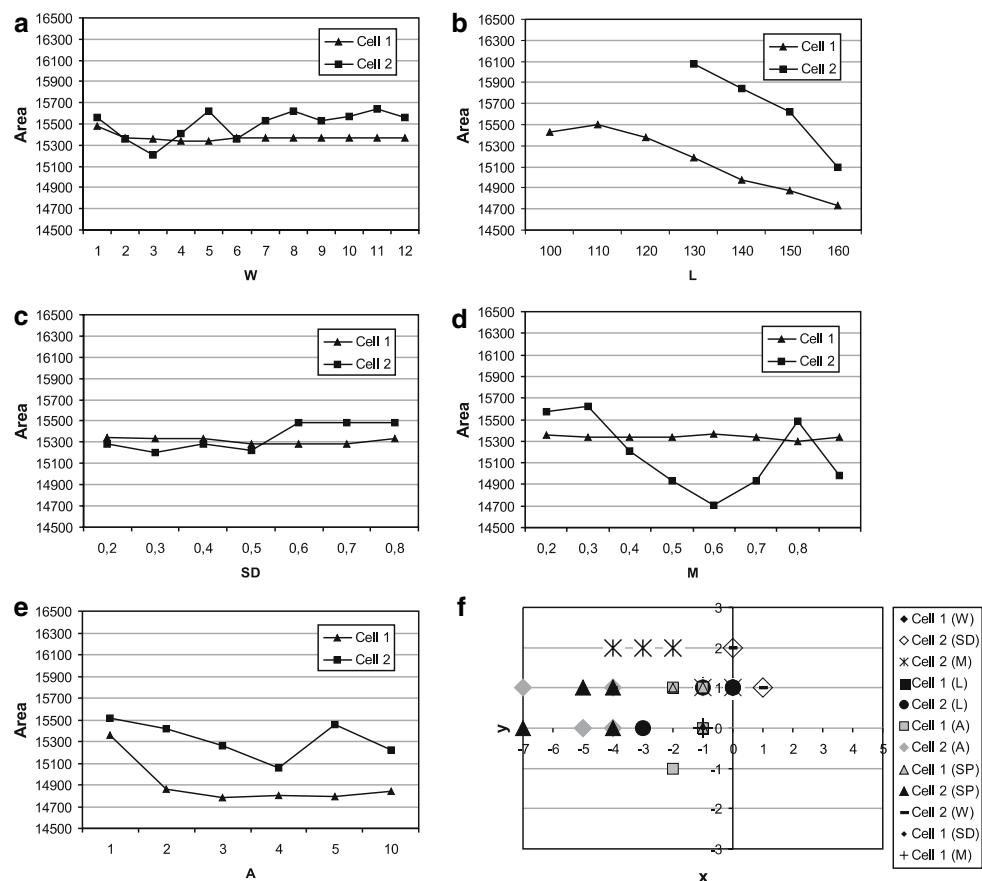 a
16500
16300
16100
15900
15700
15500
15300
15100
14900
14700
14500
Area
1 2 3 4 5 6 7 8 9 10 11 12
W
Cell 1
Cell 2
b
16500
16300
16100
15900
15700
15500
15300
15100
14900
14700
14500
Area
100 110 120 130 140 150 160
L
Cell 1
Cell 2
c
16500
16300
16100
15900
15700
15500
15300
15100
14900
14700
14500
Area
0,2 0,3 0,4 0,5 0,6 0,7 0,8
SD
Cell 1
Cell 2
d
16500
16300
16100
15900
15700
15500
15300
15100
14900
14700
14500
Area
0,2 0,3 0,4 0,5 0,6 0,7 0,8
M
Cell 1
Cell 2
e
16500
16300
16100
15900
15700
15500
15300
15100
14900
14700
14500
Area
1 2 3 4 5 10
A
Cell 1
Cell 2
f
3
2
1
0
-1
-2
-3
y
-7 -6 -5 -4 -3 -2 -1 0 1 2 3 4 5
x
Cell 1 (W)
Cell 2 (SD)
Cell 2 (M)
Cell 1 (L)
Cell 2 (L)
Cell 1 (A)
Cell 2 (A)
Cell 1 (SP)
Cell 2 (SP)
Cell 2 (W)
Cell 1 (SD)
Cell 1 (M)